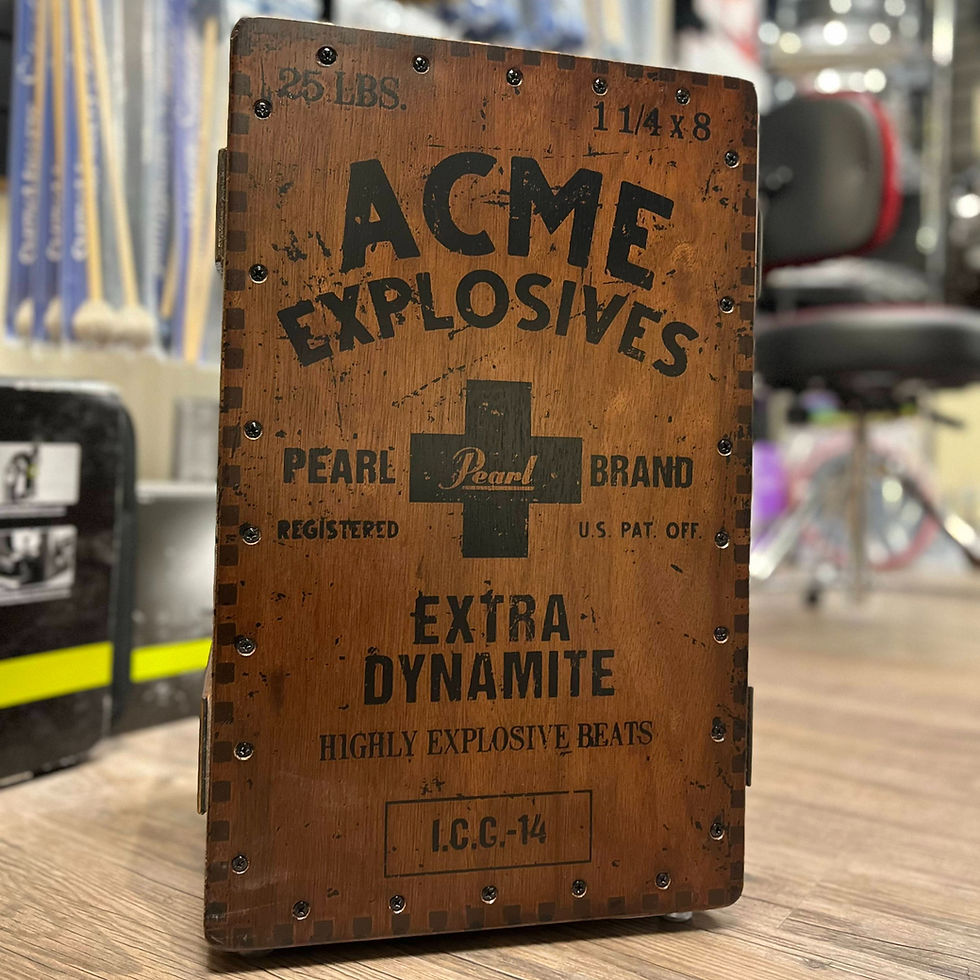 25 LBS.
1 1/4 x 8
ACME
EXPLOSIVES
PEARL Pearl BRAND
REGISTERED U.S. PAT. OFF.
EXTRA
DYNAMITE
HIGHLY EXPLOSIVE BEATS
I.C.C.-14